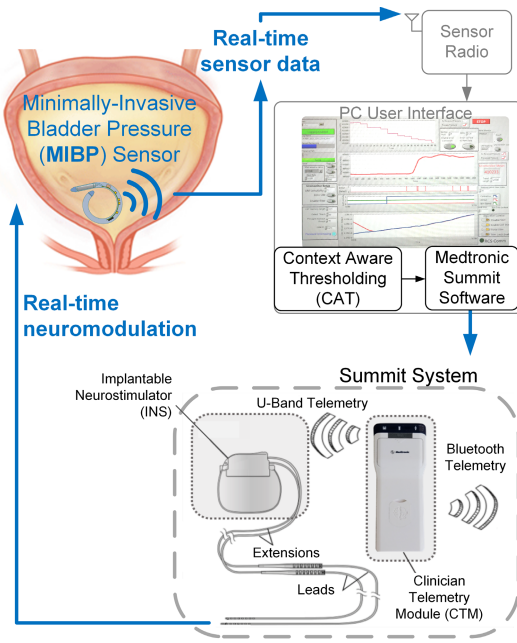 Real-time
sensor data
Sensor
Radio
Minimally-Invasive
Bladder Pressure
(MIBP) Sensor
PC User Interface
STOP
Context Aware
Thresholding
(CAT)
Medtronic
Summit
Software
Real-time
neuromodulation
Summit System
Implantable
Neurostimulator
(INS)
U-Band Telemetry
Bluetooth
Telemetry
Medtronic
Extensions
Leads
Clinician
Telemetry
Module (CTM)